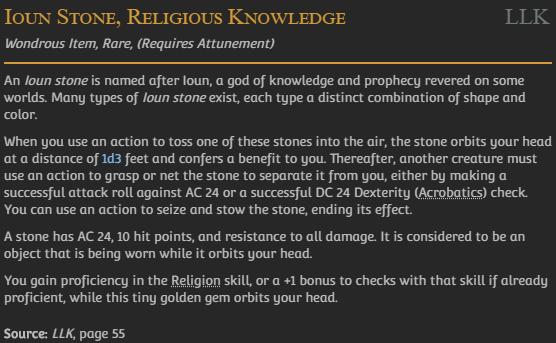 Ioun Stone, Religious Knowledge LLK
Wondrous Item, Rare, (Requires Attunement)
An Ioun stone is named after Ioun, a god of knowledge and prophecy revered on some
worlds. Many types of Ioun stone exist, each type a distinct combination of shape and
color.
When you use an action to toss one of these stones into the air, the stone orbits your head
at a distance of 1d3 feet and confers a benefit to you. Thereafter, another creature must
use an action to grasp or net the stone to separate it from you, either by making a
successful attack roll against AC 24 or a successful DC 24 Dexterity (Acrobatics) check.
You can use an action to seize and stow the stone, ending its effect.
A stone has AC 24, 10 hit points, and resistance to all damage. It is considered to be an
object that is being worn while it orbits your head.
You gain proficiency in the Religion skill, or a +1 bonus to checks with that skill if already
proficient, while this tiny golden gem orbits your head.
Source: LLK, page 55